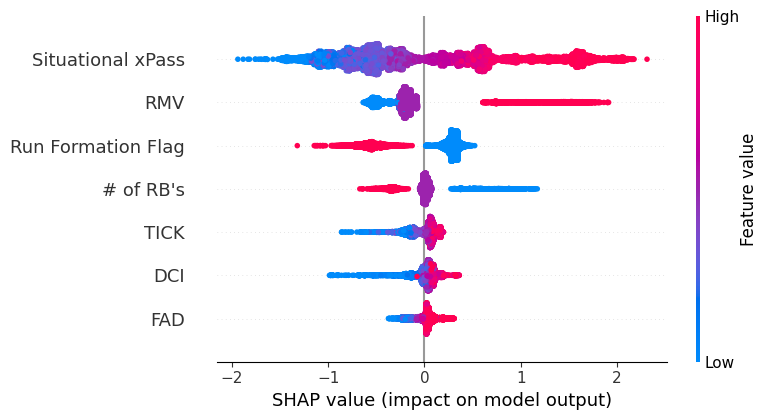 High
Situational xPass
RMV
Run Formation Flag
# of RB's
TICK
DCI
FAD
Feature value
Low
−2 −1 0 1 2
SHAP value (impact on model output)